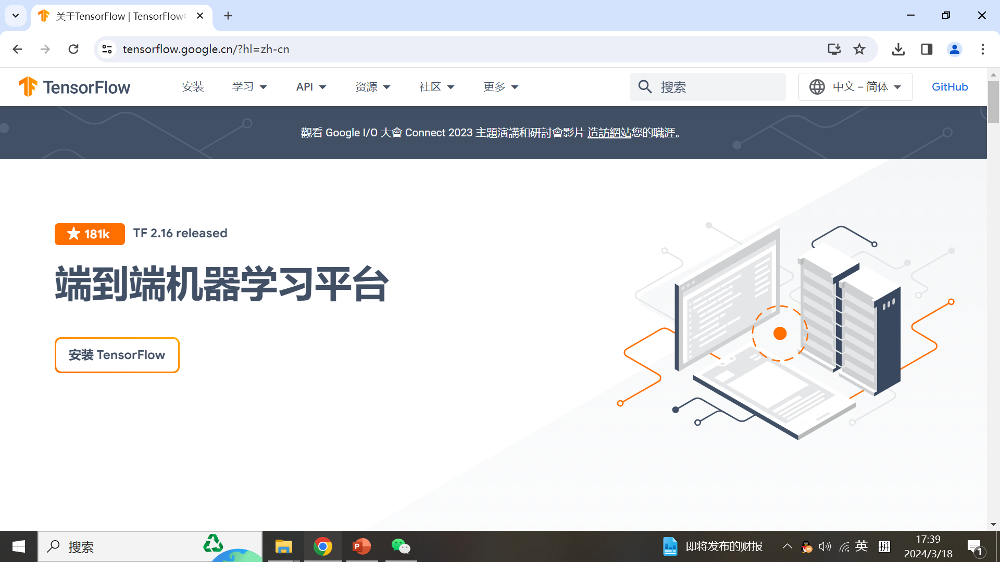 关于TensorFlow | TensorFlow
tensorflow.google.cn/?hl=zh-cn
TensorFlow 安装 学习 API 资源 社区 更多 搜索 中文 – 简体 GitHub
觀看 Google I/O 大會 Connect 2023 主題演講和研討會影片 造訪網站您的職涯。
181k TF 2.16 released
端到端机器学习平台
安装 TensorFlow
搜索 P 即将发布的财报 英 拼 17:39
2024/3/18 1